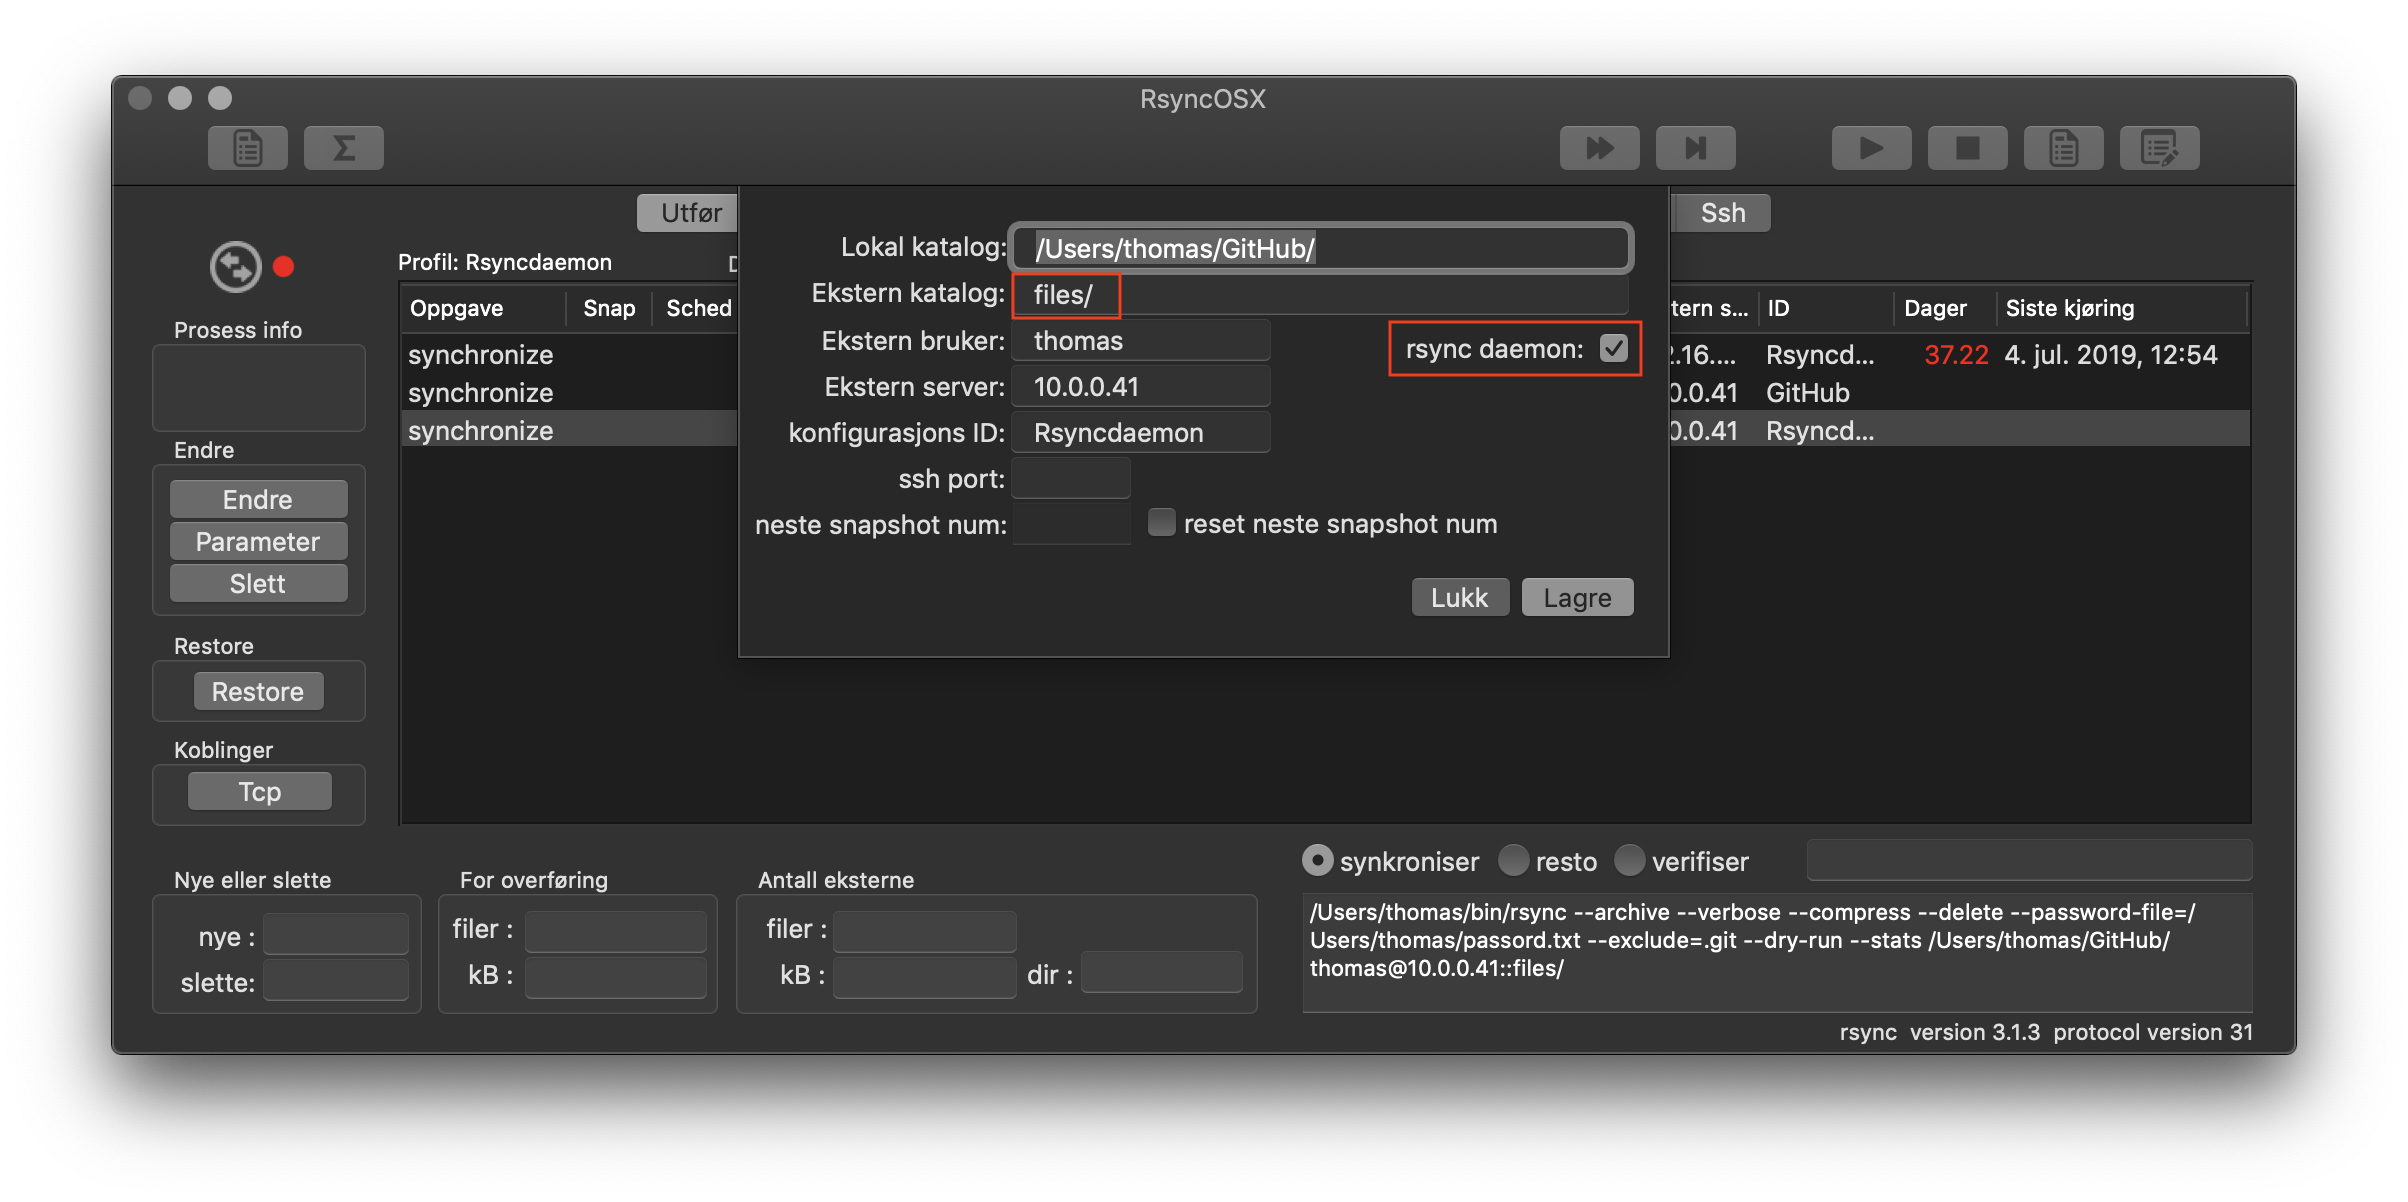 RsyncOSX
Utfør
Ssh
Profil: Rsyncdaemon
Oppgave Snap Sched
tern s... ID Dager Siste kjøring
synchronize
2.16.... Rsyncd... 37.22 4. jul. 2019, 12:54
synchronize
0.0.41 GitHub
synchronize
0.0.41 Rsyncd...
Lokal katalog: /Users/thomas/GitHub/
Ekstern katalog: files/
Ekstern bruker: thomas
rsync daemon:
Ekstern server: 10.0.0.41
konfigurasjons ID: Rsyncdaemon
ssh port:
neste snapshot num:
reset neste snapshot num
Lukk
Lagre
Prosess info
Endre
Endre
Parameter
Slett
Restore
Restore
Koblinger
Tcp
Nye eller slette
nye :
slette:
For overføring
filer :
kB :
Antall eksterne
filer :
kB :
dir :
synkroniser resto verifiser
/Users/thomas/bin/rsync --archive --verbose --compress --delete --password-file=/
Users/thomas/passord.txt --exclude=.git --dry-run --stats /Users/thomas/GitHub/
thomas@10.0.0.41::files/
rsync version 3.1.3 protocol version 31